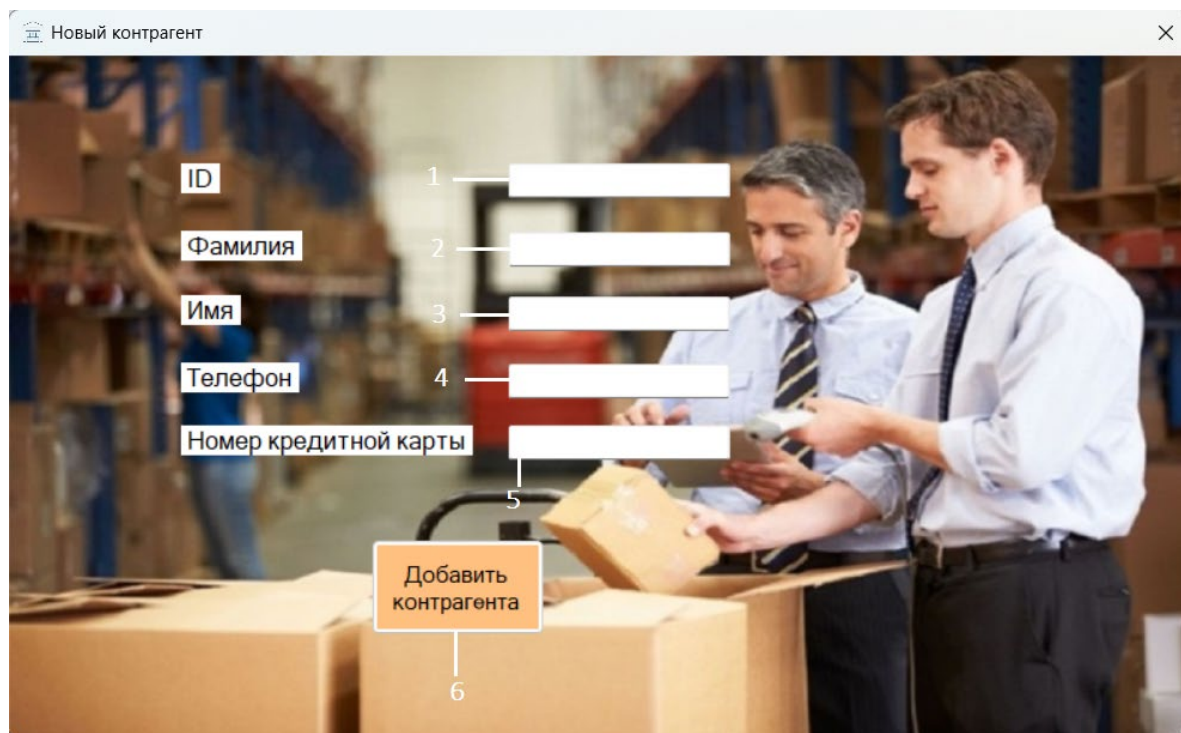 Новый контрагент
ID 1
Фамилия 2
Имя 3
Телефон 4
Номер кредитной карты
5
Добавить
контрагента
6